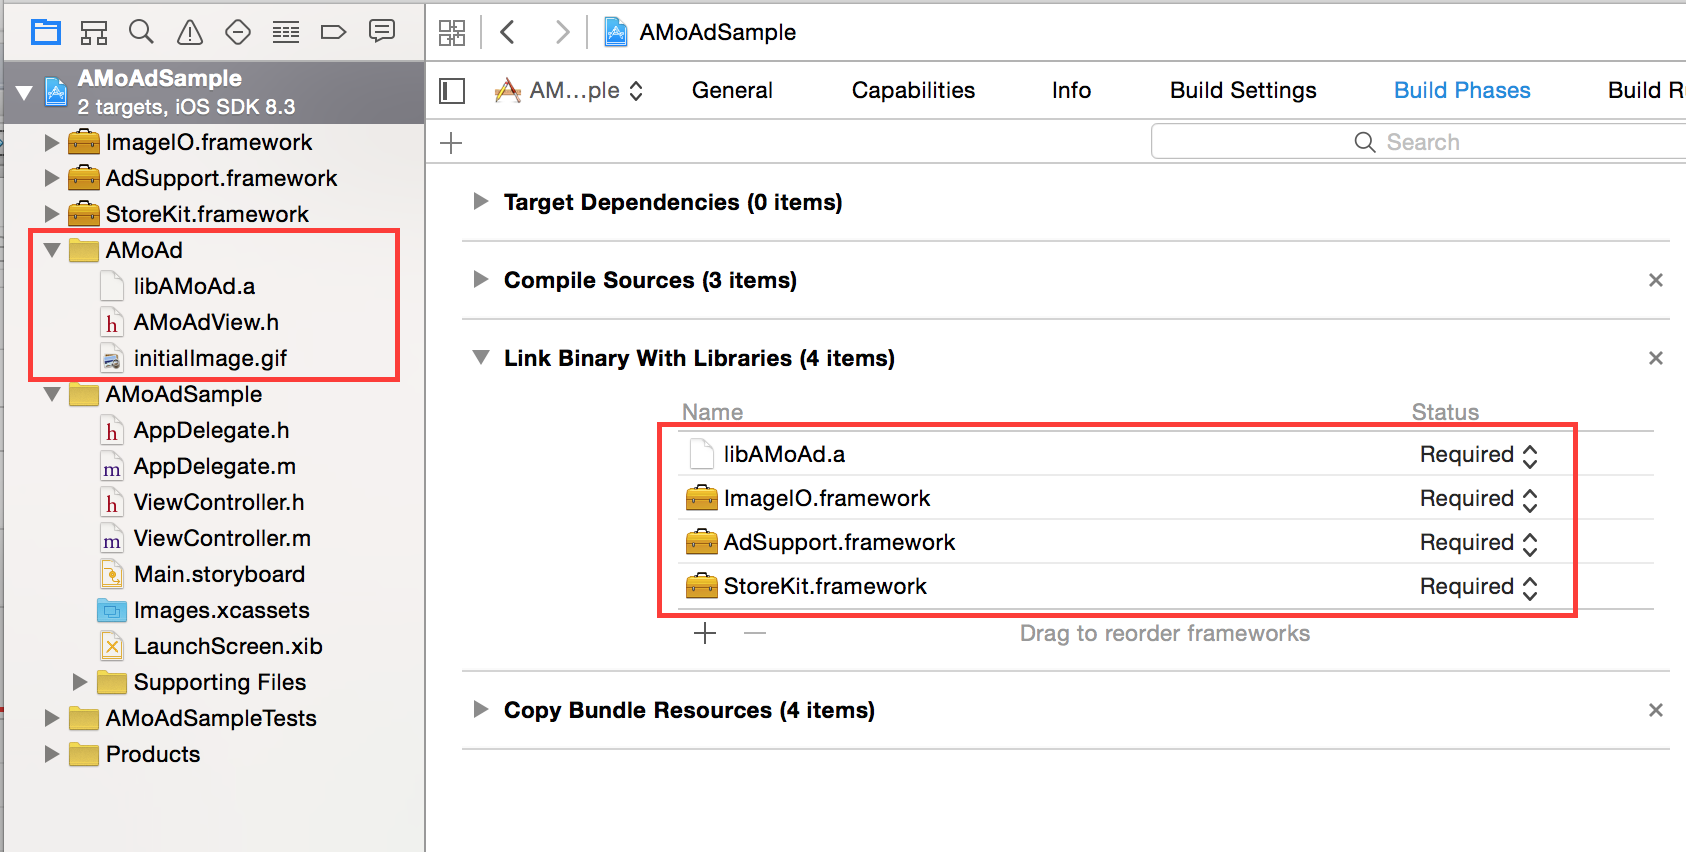 AMoAdSample
2 targets, iOS SDK 8.3
ImageIO.framework
AdSupport.framework
StoreKit.framework
AMoAd
libAMoAd.a
h AMoAdView.h
initialImage.gif
AMoAdSample
h AppDelegate.h
m AppDelegate.m
h ViewController.h
m ViewController.m
Main.storyboard
Images.xcassets
LaunchScreen.xib
Supporting Files
AMoAdSampleTests
Products
AMoAdSample
AM...ple General Capabilities Info Build Settings Build Phases Build R
Search
Target Dependencies (0 items)
Compile Sources (3 items)
Link Binary With Libraries (4 items)
Name Status
libAMoAd.a Required
ImageIO.framework Required
AdSupport.framework Required
StoreKit.framework Required
Drag to reorder frameworks
Copy Bundle Resources (4 items)